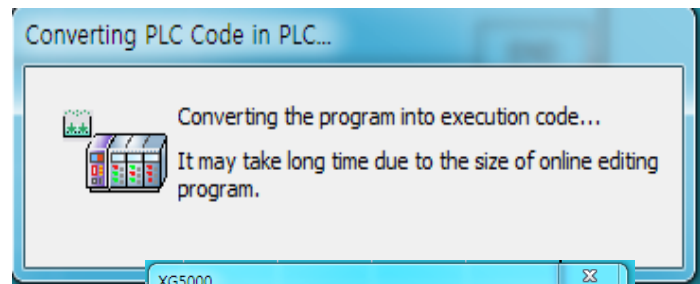 Converting PLC Code in PLC...
Converting the program into execution code...
It may take long time due to the size of online editing
program.
XG5000